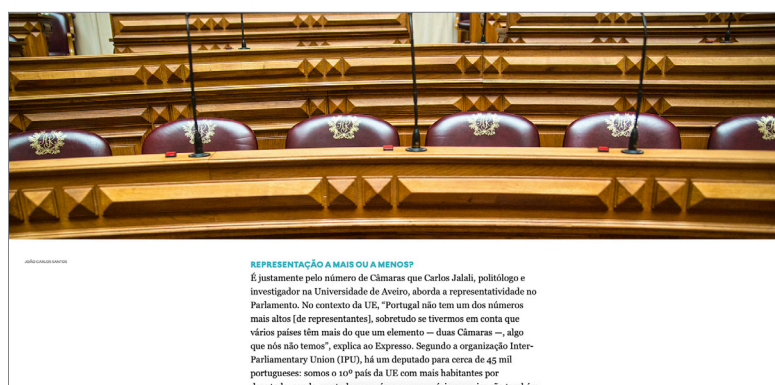 JOÃO CARLOS SANTOS
REPRESENTAÇÃO A MAIS OU A MENOS?
É justamente pelo número de Câmaras que Carlos Jalali, politólogo e
investigador na Universidade de Aveiro, aborda a representatividade no
Parlamento. No contexto da UE, “Portugal não tem um dos números
mais altos [de representantes], sobretudo se tivermos em conta que
vários países têm mais do que um elemento — duas Câmaras —, algo
que nós não temos”, explica ao Expresso. Segundo a organização Inter-
Parliamentary Union (IPU), há um deputado para cerca de 45 mil
portugueses: somos o 10º país da UE com mais habitantes por